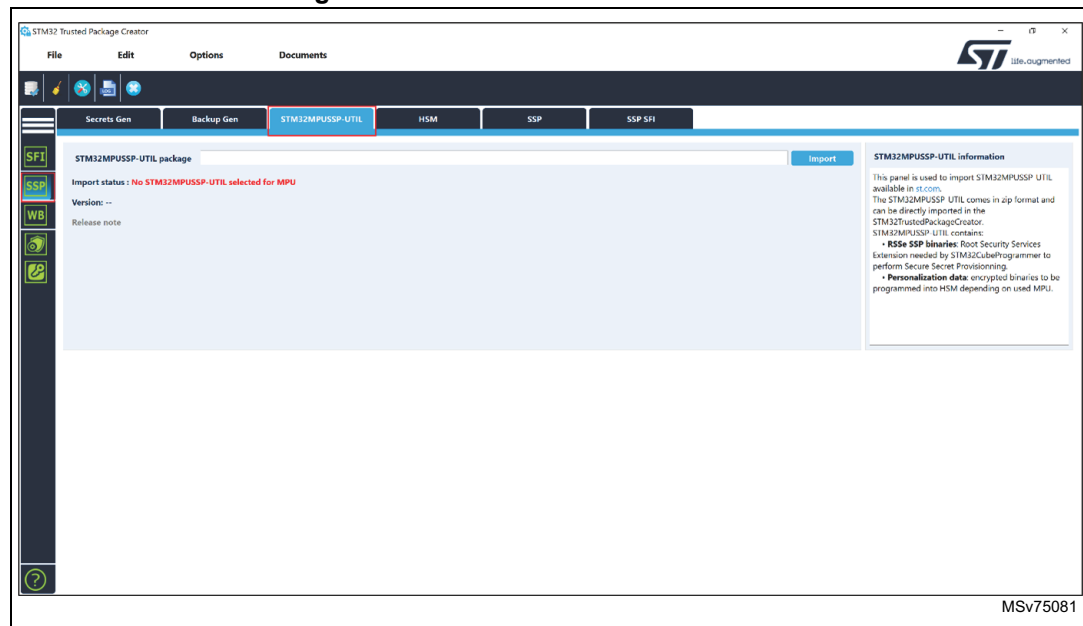 STM32 Trusted Package Creator
File Edit Options Documents
life.augmented
LOG
Secrets Gen Backup Gen STM32MPUSSP-UTIL HSM SSP SSP SFI
SFI
SSP
WB
STM32MPUSSP-UTIL package
Import
Import status : No STM32MPUSSP-UTIL selected for MPU
Version: --
Release note
STM32MPUSSP-UTIL information
This panel is used to import STM32MPUSSP UTIL
available in st.com.
The STM32MPUSSP UTIL comes in zip format and
can be directly imported in the
STM32TrustedPackageCreator.
STM32MPUSSP-UTIL contains:
• RSSe SSP binaries: Root Security Services
Extension needed by STM32CubeProgrammer to
perform Secure Secret Provisionning.
• Personalization data: encrypted binaries to be
programmed into HSM depending on used MPU.
?
MSv75081